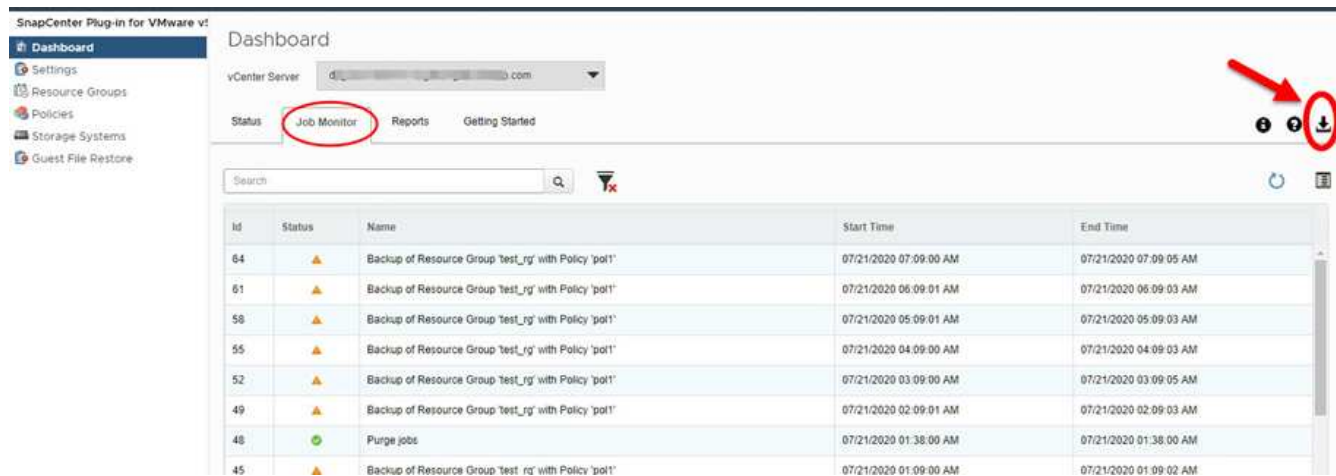 SnapCenter Plug-in for VMware v
Dashboard
Settings
Resource Groups
Policies
Storage Systems
Guest File Restore
Dashboard
vCenter Server com
Status Job Monitor Reports Getting Started
Search
Id Status Name Start Time End Time
64 Backup of Resource Group 'test_rg' with Policy 'pol1' 07/21/2020 07:09:00 AM 07/21/2020 07:09:05 AM
61 Backup of Resource Group 'test_rg' with Policy 'pol1' 07/21/2020 06:09:01 AM 07/21/2020 06:09:03 AM
58 Backup of Resource Group 'test_rg' with Policy 'pol1' 07/21/2020 05:09:01 AM 07/21/2020 05:09:03 AM
55 Backup of Resource Group 'test_rg' with Policy 'pol1' 07/21/2020 04:09:00 AM 07/21/2020 04:09:03 AM
52 Backup of Resource Group 'test_rg' with Policy 'pol1' 07/21/2020 03:09:00 AM 07/21/2020 03:09:05 AM
49 Backup of Resource Group 'test_rg' with Policy 'pol1' 07/21/2020 02:09:01 AM 07/21/2020 02:09:03 AM
48 Purge jobs 07/21/2020 01:38:00 AM 07/21/2020 01:38:00 AM
45 Backup of Resource Group 'test_rg' with Policy 'pol1' 07/21/2020 01:09:00 AM 07/21/2020 01:09:02 AM